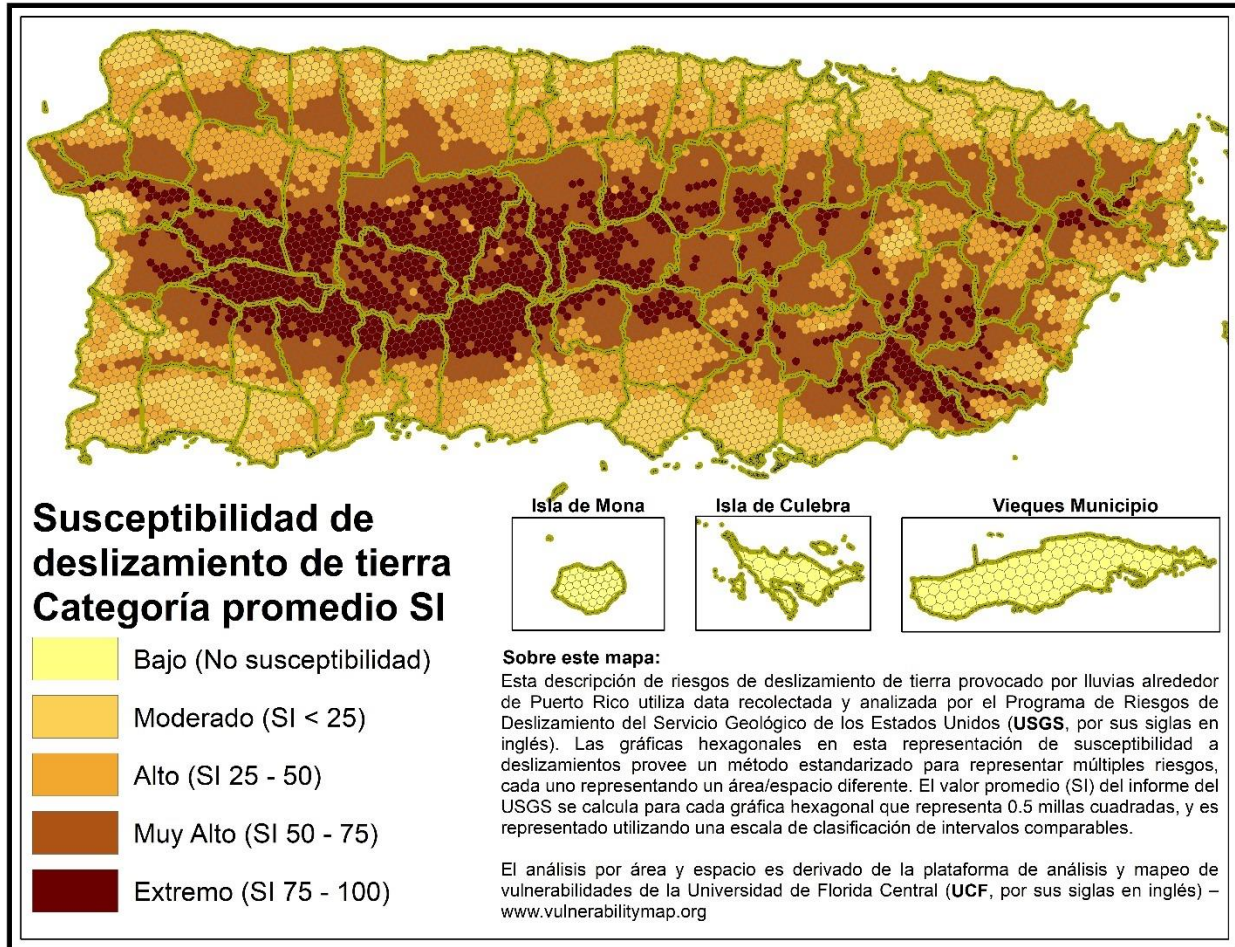 Isla de Mona
Isla de Culebra
Vieques Municipio
Susceptibilidad de
deslizamiento de tierra
Categoría promedio SI
Bajo (No susceptibilidad)
Moderado (SI < 25)
Alto (SI 25 - 50)
Muy Alto (SI 50 - 75)
Extremo (SI 75 - 100)
Sobre este mapa:
Esta descripción de riesgos de deslizamiento de tierra provocado por lluvias alrededor
de Puerto Rico utiliza data recolectada y analizada por el Programa de Riesgos de
Deslizamiento del Servicio Geológico de los Estados Unidos (USGS, por sus siglas en
inglés). Las gráficas hexagonales en esta representación de susceptibilidad a
deslizamientos provee un método estandarizado para representar múltiples riesgos,
cada uno representando un área/espacio diferente. El valor promedio (SI) del informe del
USGS se calcula para cada gráfica hexagonal que representa 0.5 millas cuadradas, y es
representado utilizando una escala de clasificación de intervalos comparables.
El análisis por área y espacio es derivado de la plataforma de análisis y mapeo de
vulnerabilidades de la Universidad de Florida Central (UCF, por sus siglas en inglés) –
www.vulnerabilitymap.org